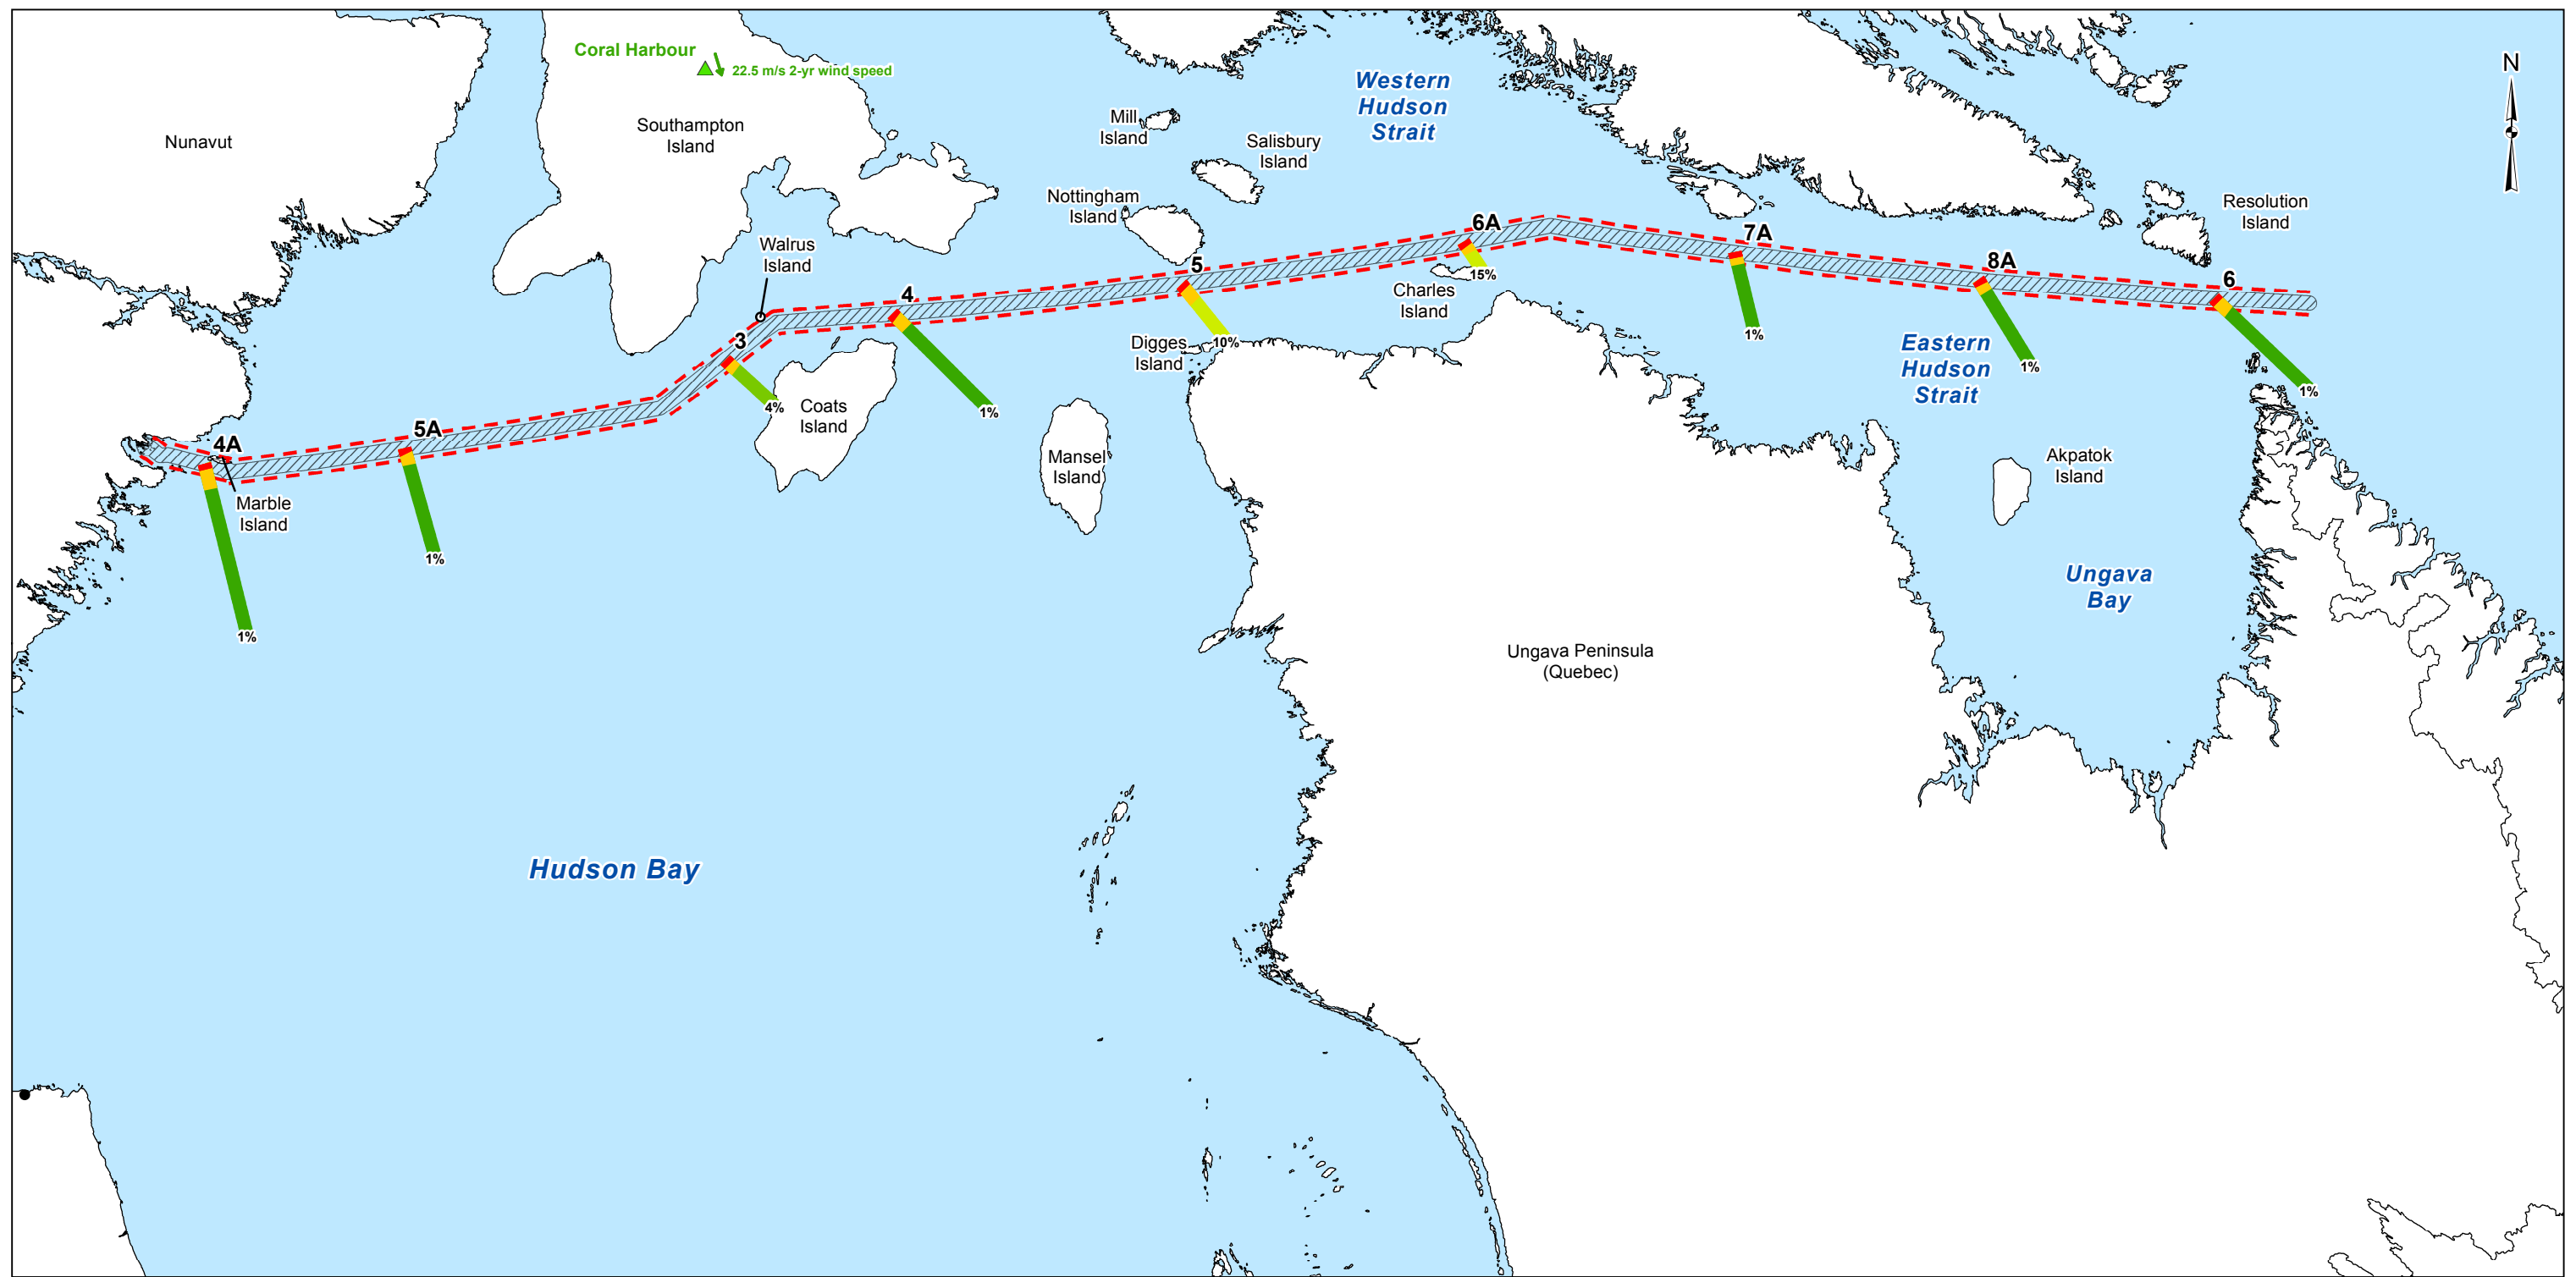 Coral Harbour
22.5 m/s 2-yr wind speed
N
Western
Hudson
Strait
Nunavut
Southampton
Island
Mill
Island
Salisbury
Island
Nottingham
Island
Resolution
Island
Walrus
Island
6A
7A
8A
5
6
4
15%
Charles
Island
3
Digges
Island
10%
1%
Eastern
Hudson
Strait
1%
1%
4%
Coats
Island
1%
4A
5A
Mansel
Island
Akpatok
Island
Marble
Island
1%
1%
Ungava
Bay
Ungava Peninsula
(Quebec)
Hudson Bay